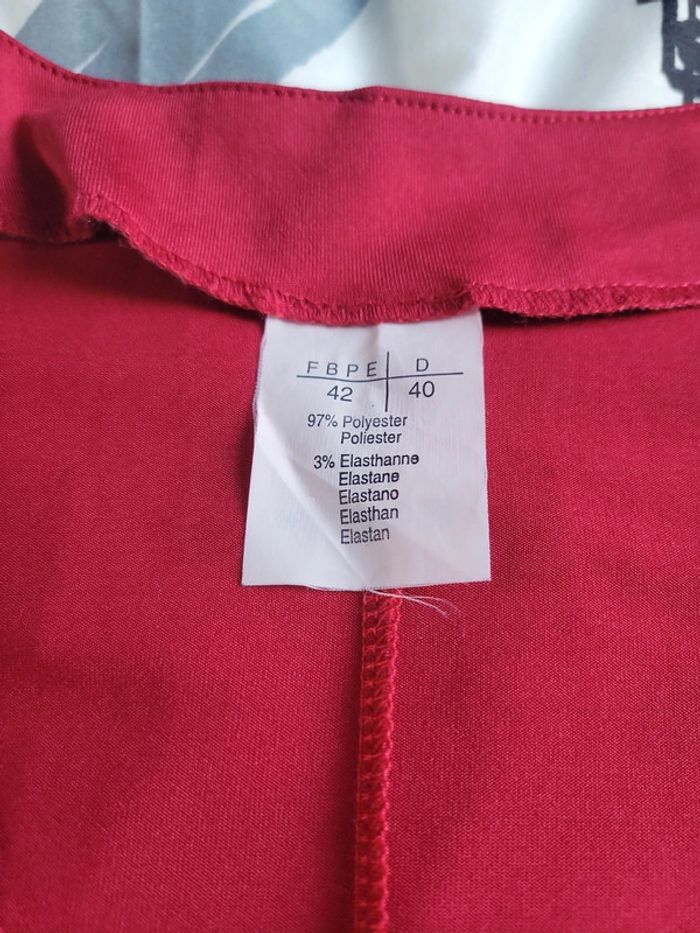 F B P E | D
42 | 40
97% Polyester
Poliester
3% Elasthanne
Elastane
Elastano
Elasthan
Elastan